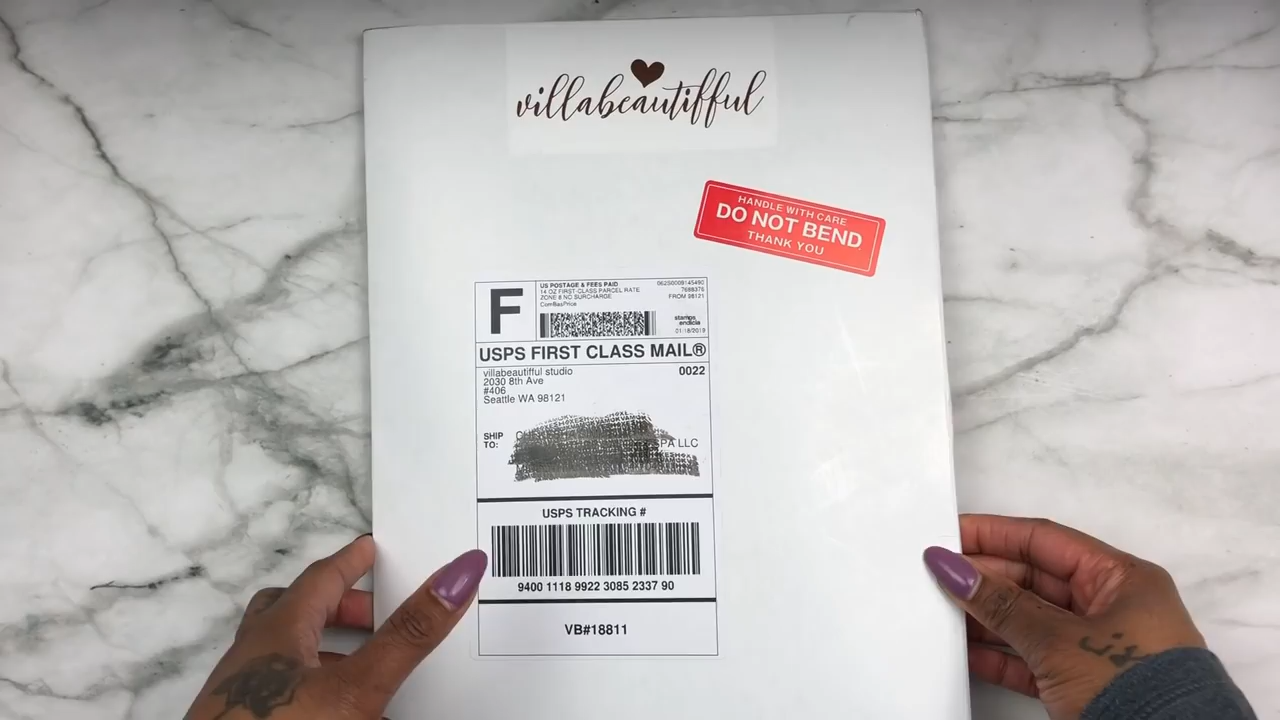 villabeautifful
HANDLE WITH CARE
DO NOT BEND
THANK YOU
F
US POSTAGE & FEES PAID
14 OZ FIRST-CLASS PARCEL RATE
ZONE 8 NO SURCHARGE
ComBasPrice
062S0009145490
7688376
FROM 98121
stamps
endicia
01/18/2019
USPS FIRST CLASS MAIL®
villabeautifful studio
2030 8th Ave
#406
Seattle WA 98121
0022
SHIP
TO:
SPA LLC
USPS TRACKING #
9400 1118 9922 3085 2337 90
VB#18811